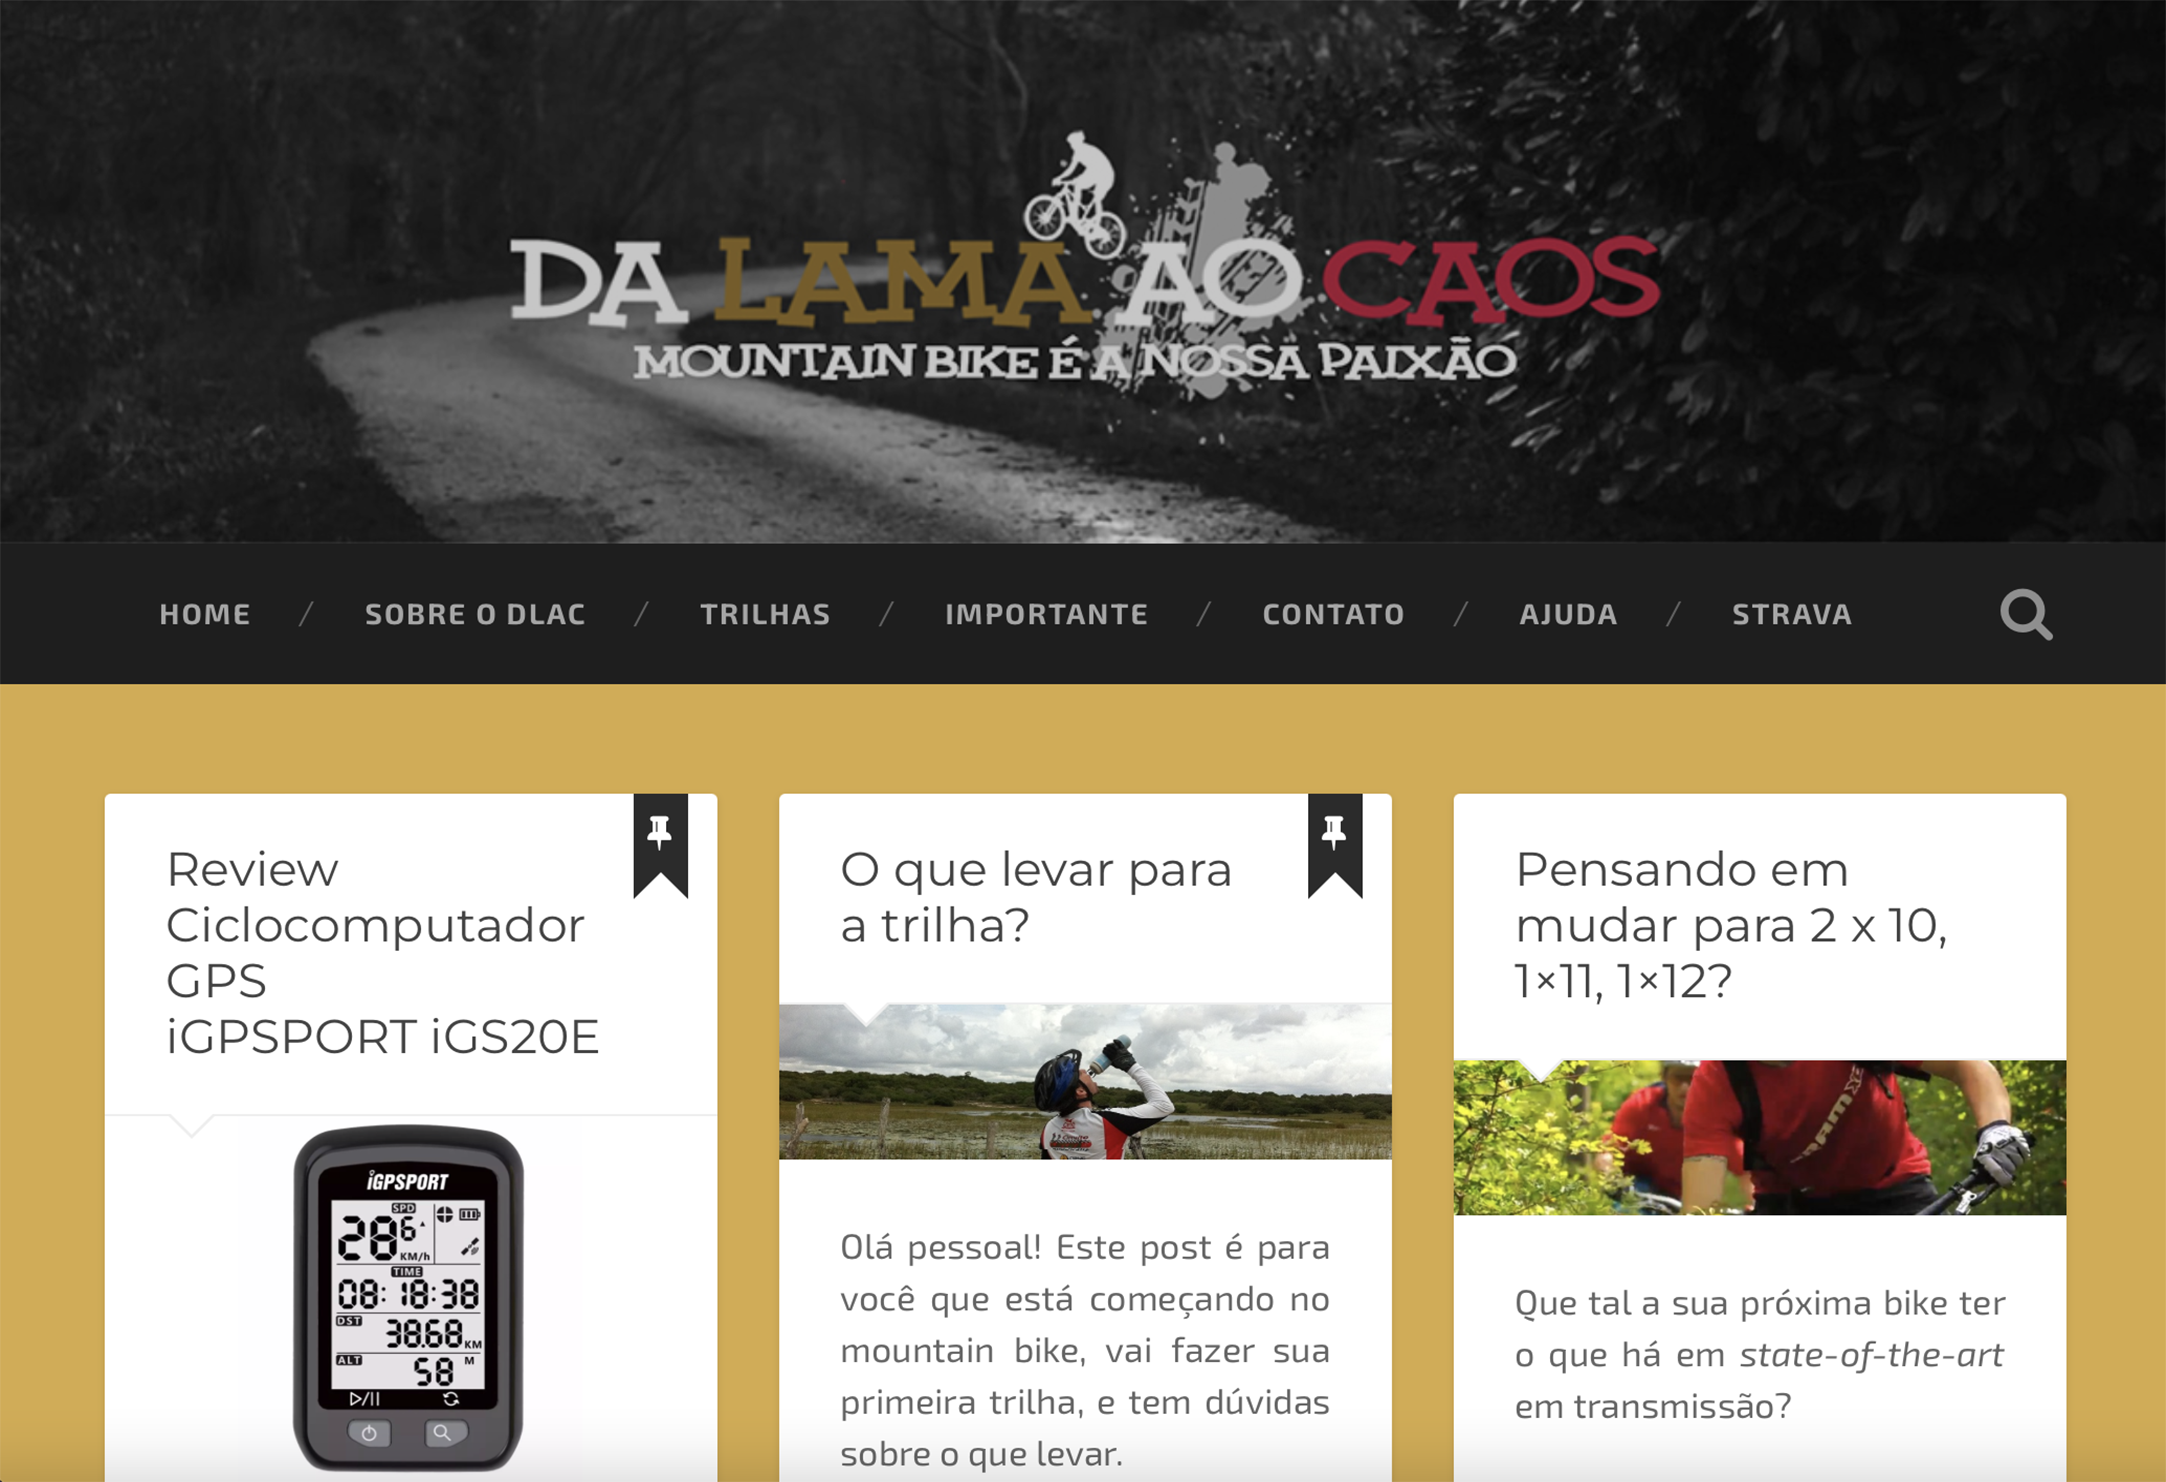 DA LAMA AO CAOS
MOUNTAIN BIKE É A NOSSA PAIXÃO
HOME / SOBRE O DLAC / TRILHAS / IMPORTANTE / CONTATO / AJUDA / STRAVA
Review
Ciclocomputador
GPS
iGPSPORT iGS20E
iGPSPORT
SPD
28.6
KM/h
TIME
08:18:38
DST
38.68 KM
ALT
58 M
O que levar para
a trilha?
Olá pessoal! Este post é para
você que está começando no
mountain bike, vai fazer sua
primeira trilha, e tem dúvidas
sobre o que levar.
Pensando em
mudar para 2 x 10,
1×11, 1×12?
SRAM
Que tal a sua próxima bike ter
o que há em state-of-the-art
em transmissão?